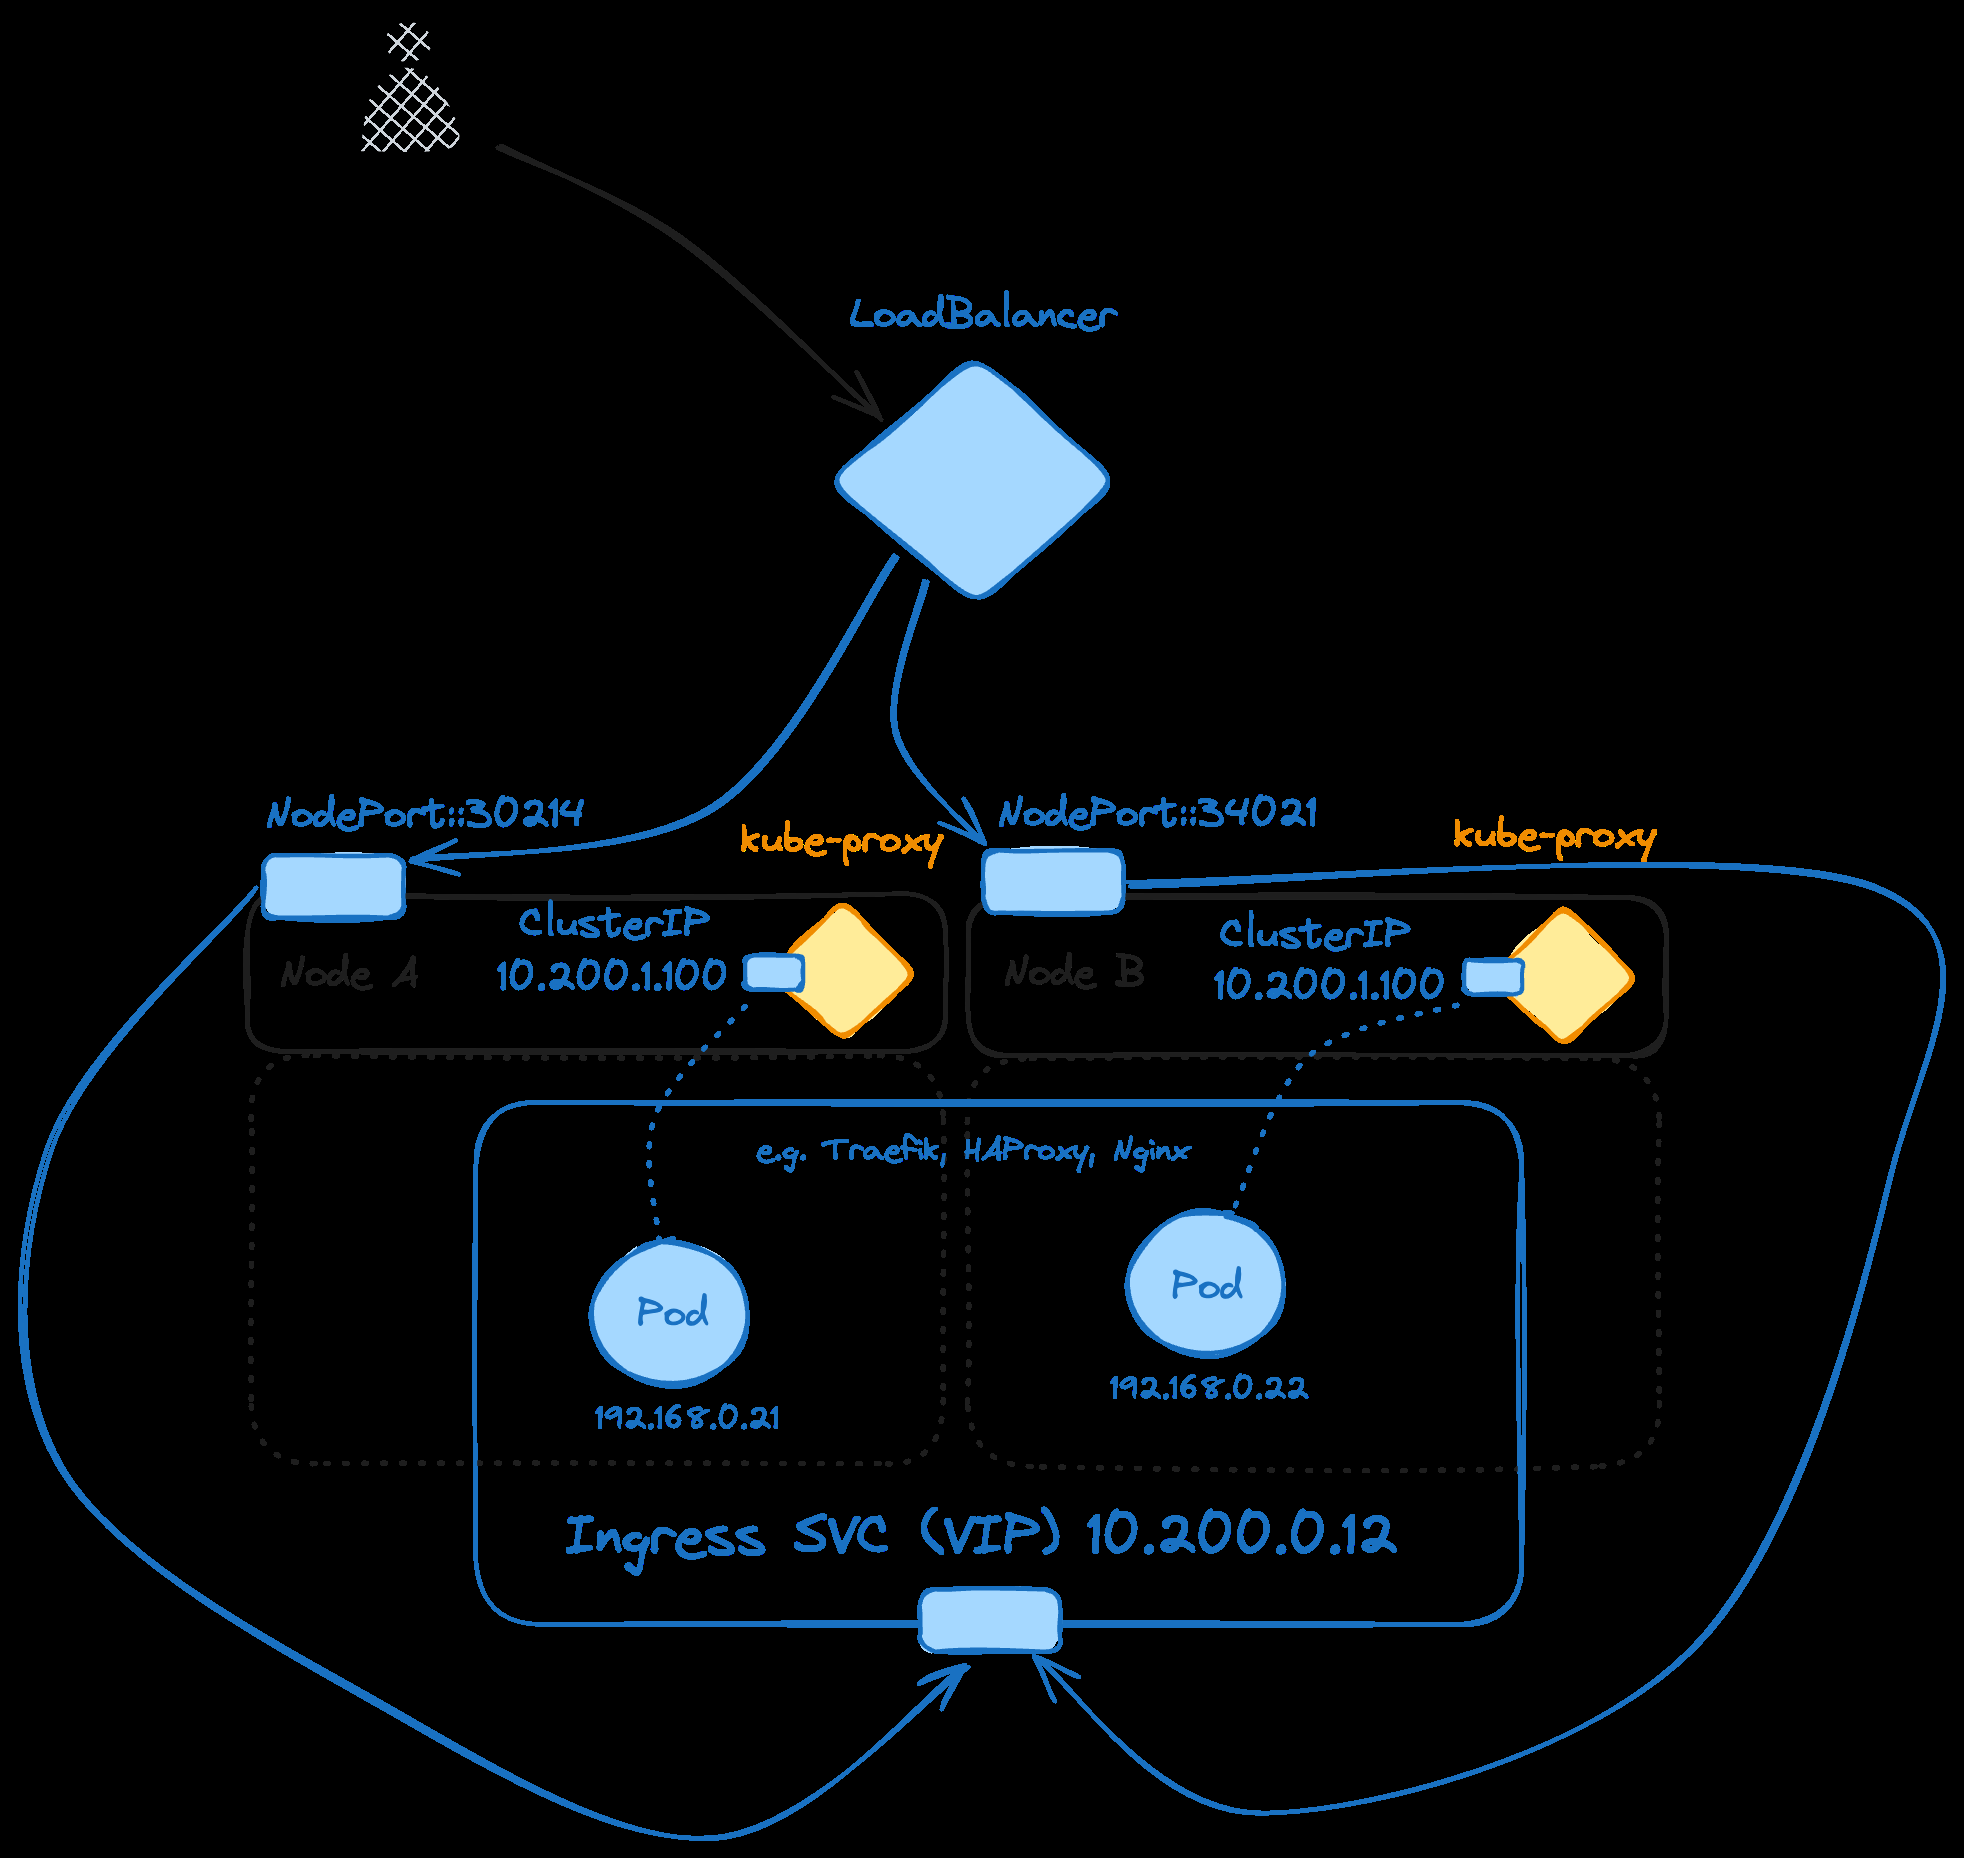 LoadBalancer
NodePort::30214
kube-proxy
NodePort::34021
kube-proxy
Node A
ClusterIP
10.200.1.100
Node B
ClusterIP
10.200.1.100
e.g. Traefik, HAProxy, Nginx
Pod
192.168.0.21
Pod
192.168.0.22
Ingress SVC (VIP) 10.200.0.12